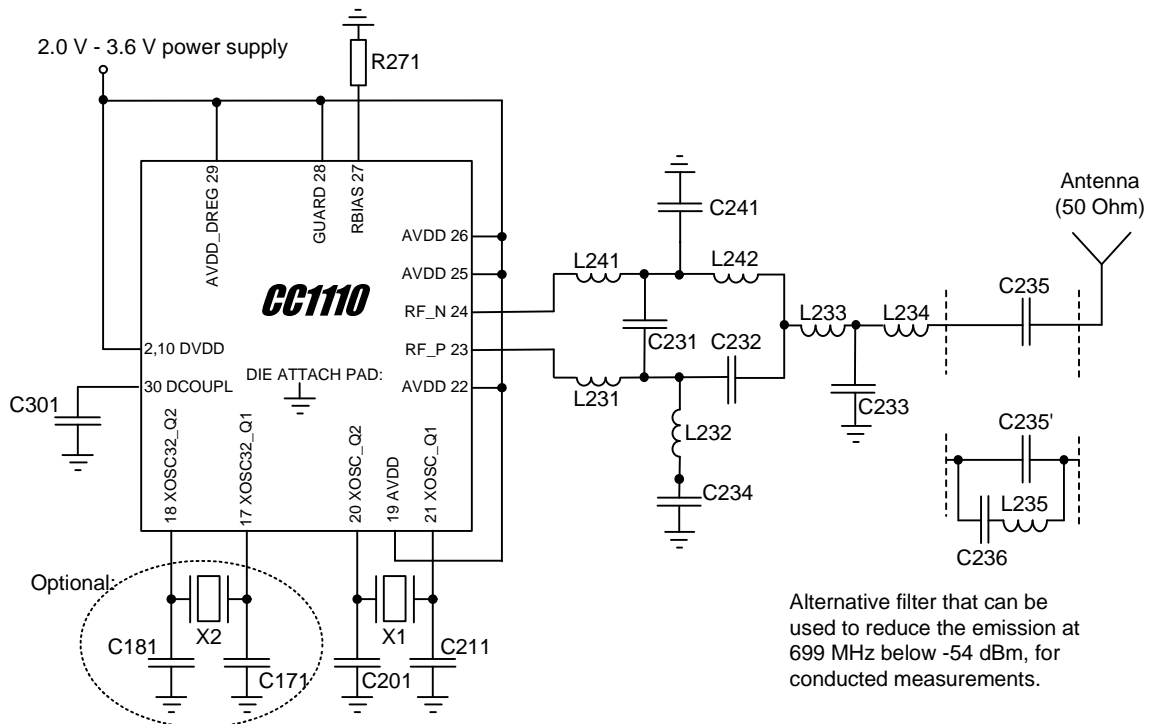 2.0 V - 3.6 V power supply
R271
AVDD_DREG 29
GUARD 28
RBIAS 27
Antenna
(50 Ohm)
C241
AVDD 26
AVDD 25
L241
L242
CC1110
RF_N 24
C235
L233
L234
C231
C232
2,10 DVDD
RF_P 23
30 DCOUPL
DIE ATTACH PAD:
AVDD 22
L231
C301
C233
L232
C235'
18 XOSC32_Q2
17 XOSC32_Q1
20 XOSC_Q2
19 AVDD
21 XOSC_Q1
C234
L235
C236
Optional:
X2
X1
C181
C171
C201
C211
Alternative filter that can be
used to reduce the emission at
699 MHz below -54 dBm, for
conducted measurements.